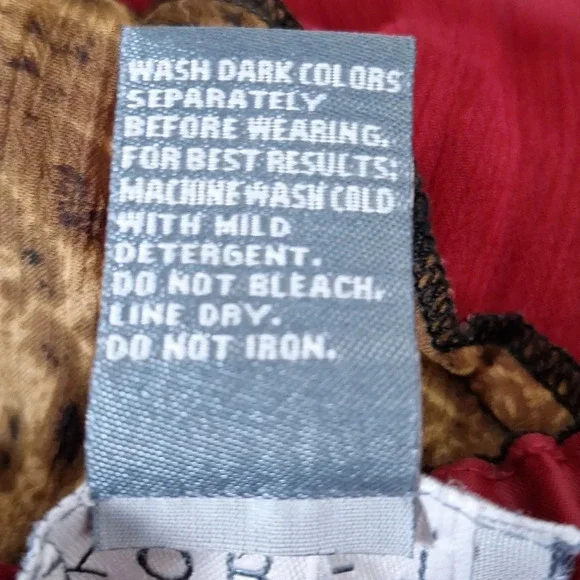 WASH DARK COLORS
SEPARATELY
BEFORE WEARING.
FOR BEST RESULTS:
MACHINE WASH COLD
WITH MILD
DETERGENT.
DO NOT BLEACH.
LINE DRY.
DO NOT IRON.